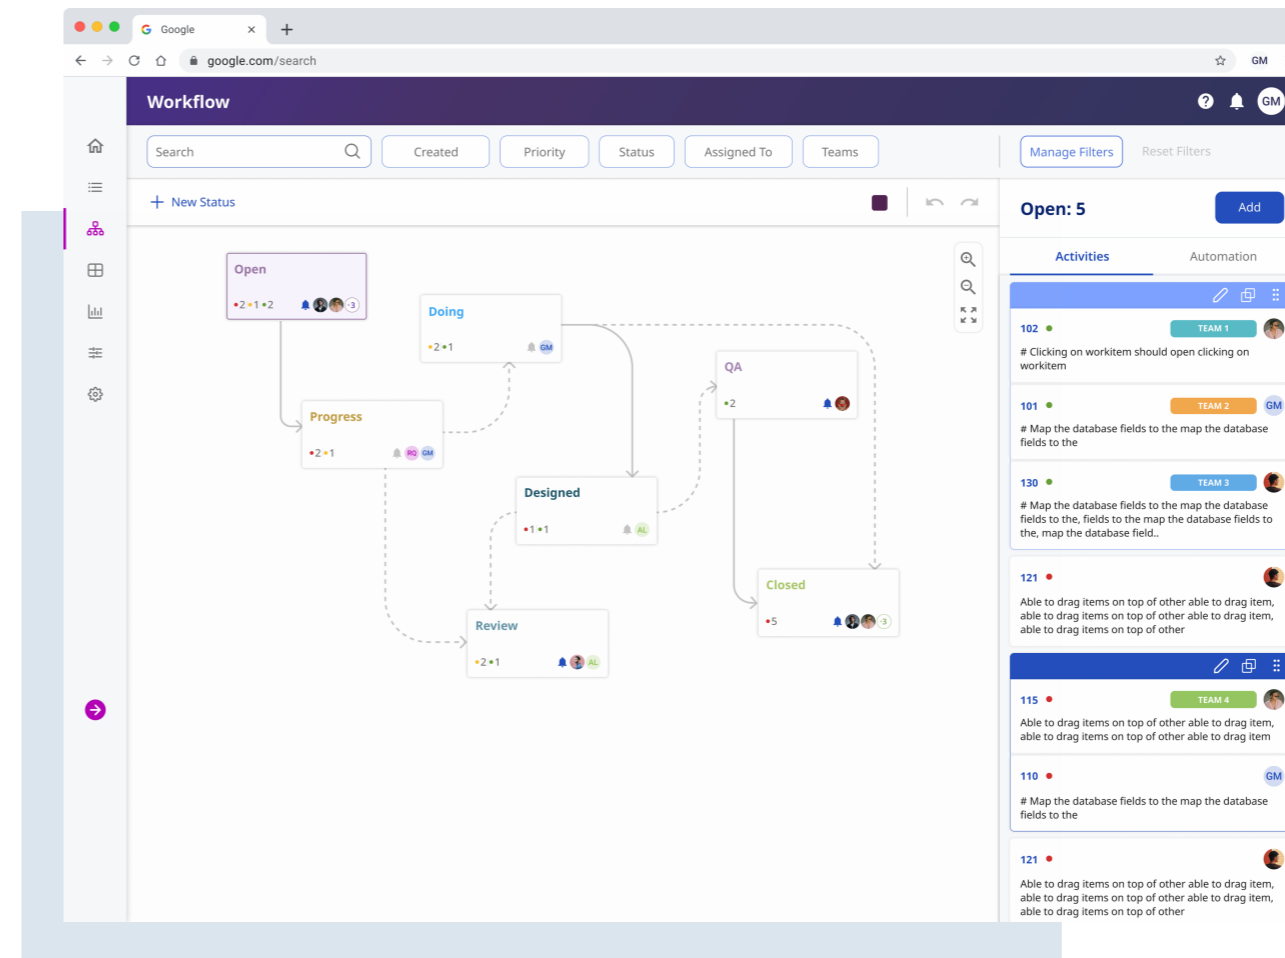 Google
google.com/search
GM
Workflow
GM
Search
Created
Priority
Status
Assigned To
Teams
Manage Filters
Reset Filters
New Status
Open: 5
Add
Activities
Automation
Open
2 1 2
-3
Doing
2 1
GM
QA
2
Progress
2 1
RQ GM
Designed
1 1
AL
Closed
5
-3
Review
2 1
AL
102
TEAM 1
# Clicking on workitem should open clicking on
workitem
101
TEAM 2
GM
# Map the database fields to the map the database
fields to the
130
TEAM 3
# Map the database fields to the map the database
fields to the, fields to the map the database fields to
the, map the database field..
121
Able to drag items on top of other able to drag item,
able to drag items on top of other able to drag item,
able to drag items on top of other
115
TEAM 4
Able to drag items on top of other able to drag item,
able to drag items on top of other able to drag item
110
GM
# Map the database fields to the map the database
fields to the
121
Able to drag items on top of other able to drag item,
able to drag items on top of other able to drag item,
able to drag items on top of other